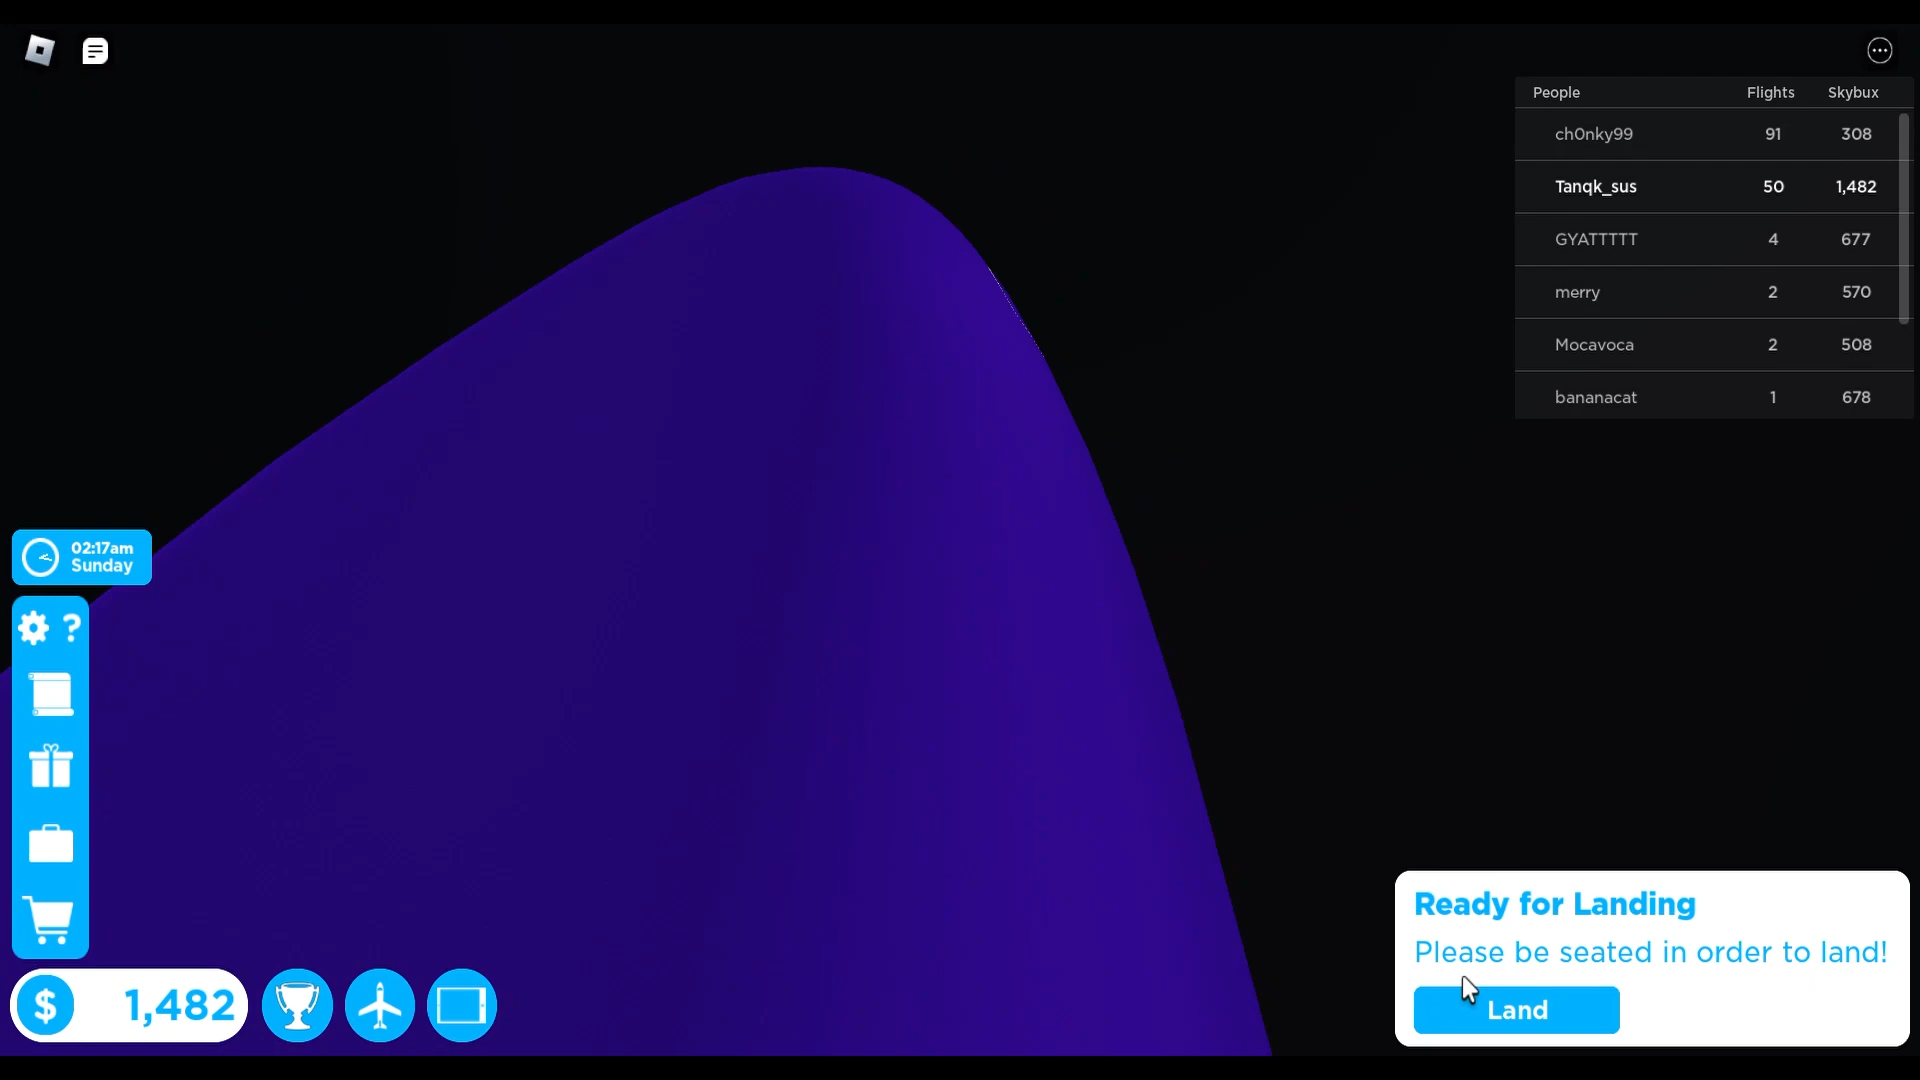 People Flights Skybux
ch0nky99 91 308
Tanqk_sus 50 1,482
GYATTTTT 4 677
merry 2 570
Mocavoca 2 508
bananacat 1 678
02:17am
Sunday
?
$ 1,482
Ready for Landing
Please be seated in order to land!
Land